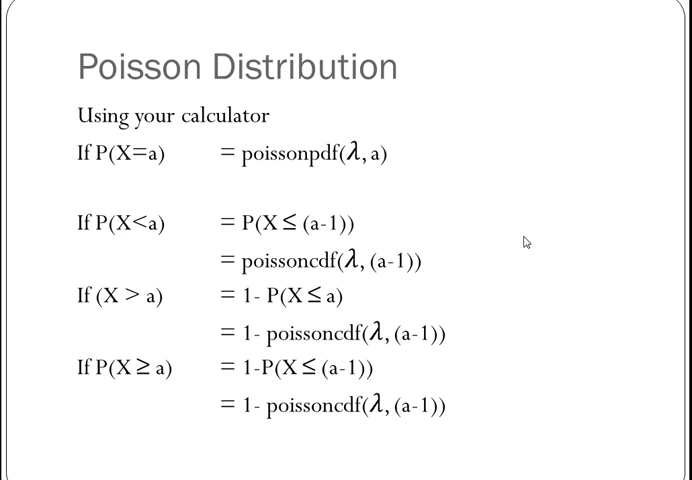 Poisson Distribution
Using your calculator
If P(X=a) = poissonpdf(λ, a)
If P(X<a) = P(X ≤ (a-1))
= poissoncdf(λ, (a-1))
If (X > a) = 1- P(X ≤ a)
= 1- poissoncdf(λ, (a-1))
If P(X ≥ a) = 1-P(X ≤ (a-1))
= 1- poissoncdf(λ, (a-1))